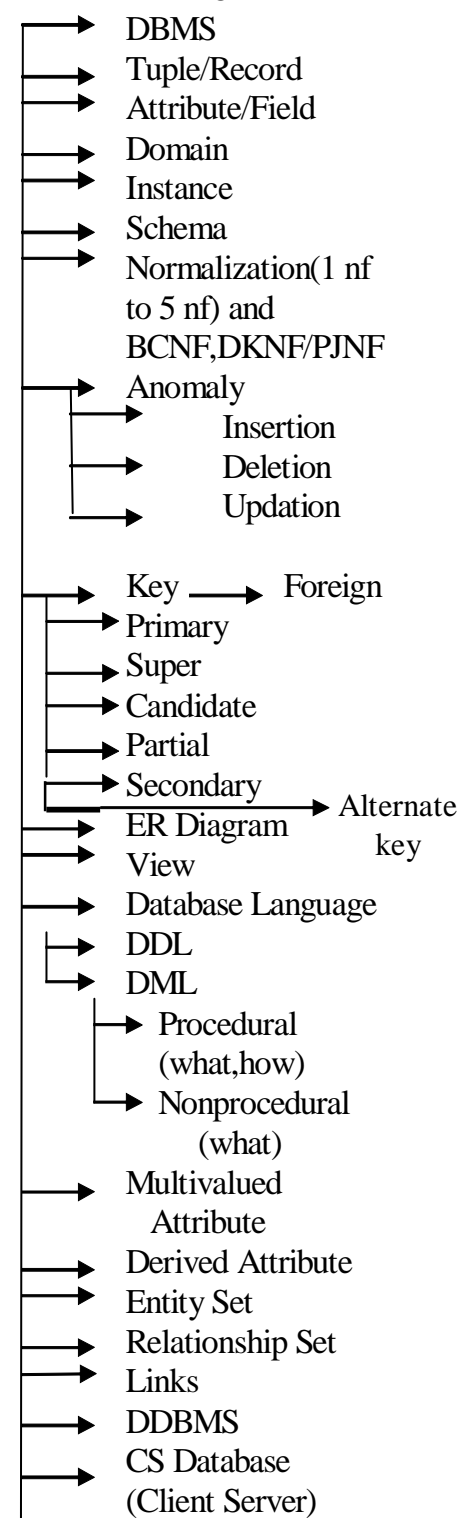 DBMS
Tuple/Record
Attribute/Field
Domain
Instance
Schema
Normalization(1 nf
to 5 nf) and
BCNF,DKNF/PJNF
Anomaly
Insertion
Deletion
Updation
Key Foreign
Primary
Super
Candidate
Partial
Secondary
Alternate
key
ER Diagram
View
Database Language
DDL
DML
Procedural
(what,how)
Nonprocedural
(what)
Multivalued
Attribute
Derived Attribute
Entity Set
Relationship Set
Links
DDBMS
CS Database
(Client Server)